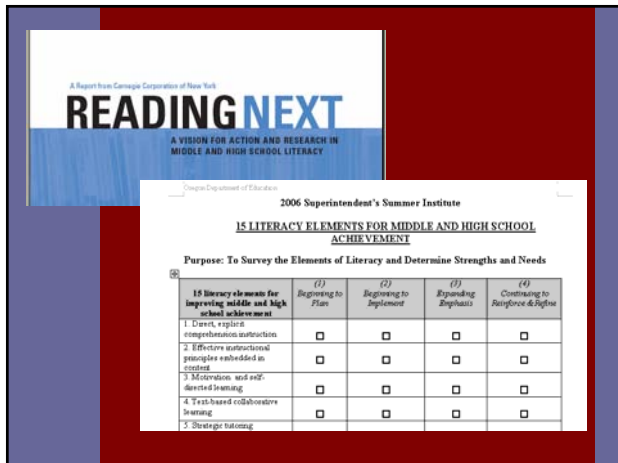 A Report from Carnegie Corporation of New York
READING NEXT
A VISION FOR ACTION AND RESEARCH IN
MIDDLE AND HIGH SCHOOL LITERACY
Oregon Department of Education
2006 Superintendent's Summer Institute
15 LITERACY ELEMENTS FOR MIDDLE AND HIGH SCHOOL
ACHIEVEMENT
Purpose: To Survey the Elements of Literacy and Determine Strengths and Needs
15 literacy elements for
improving middle and high
school achievement
(1)
Beginning to
Plan
(2)
Beginning to
Implement
(3)
Expanding
Emphasis
(4)
Continuing to
Reinforce & Refine
1. Direct, explicit
comprehension instruction
2. Effective instructional
principles embedded in
content
3. Motivation and self-
directed learning
4. Text-based collaborative
learning
5. Strategic tutoring